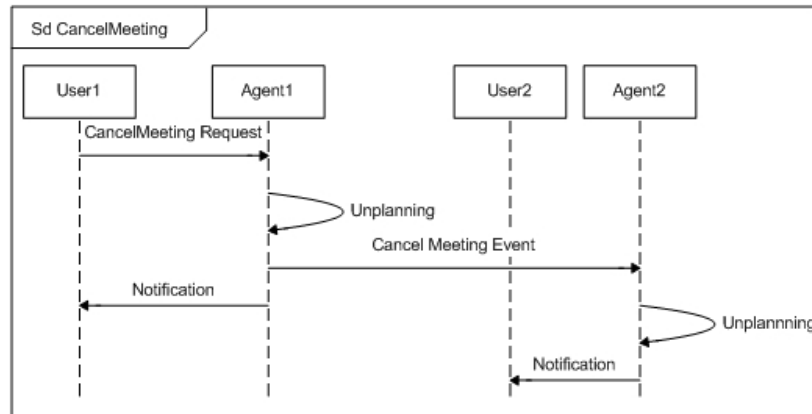 Sd CancelMeeting
User1
Agent1
User2
Agent2
CancelMeeting Request
Unplanning
Cancel Meeting Event
Notification
Unplannning
Notification